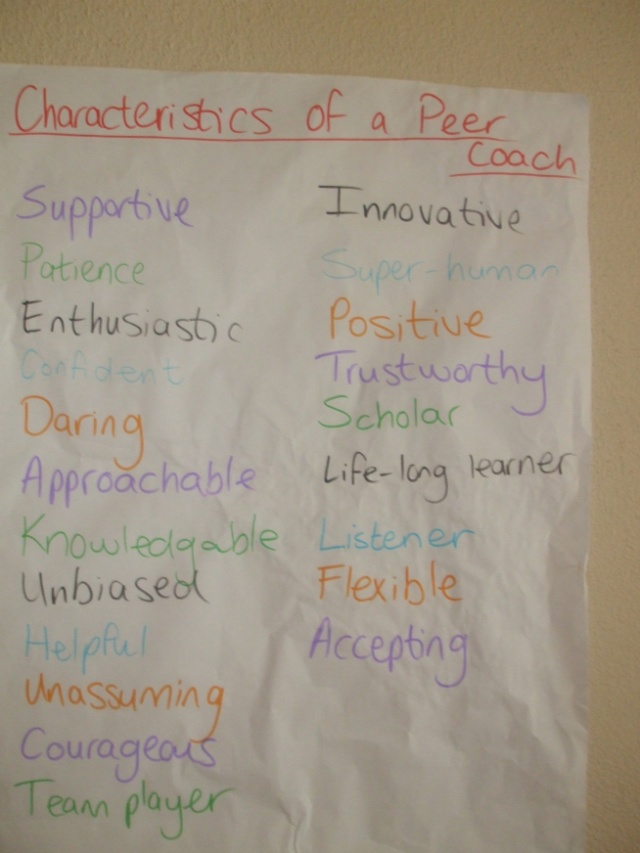 Characteristics of a Peer
Coach
Supportive
Patience
Enthusiastic
Confident
Daring
Approachable
Knowledgable
Unbiased
Helpful
Unassuming
Courageous
Team player
Innovative
Super-human
Positive
Trustworthy
Scholar
Life-long learner
Listener
Flexible
Accepting